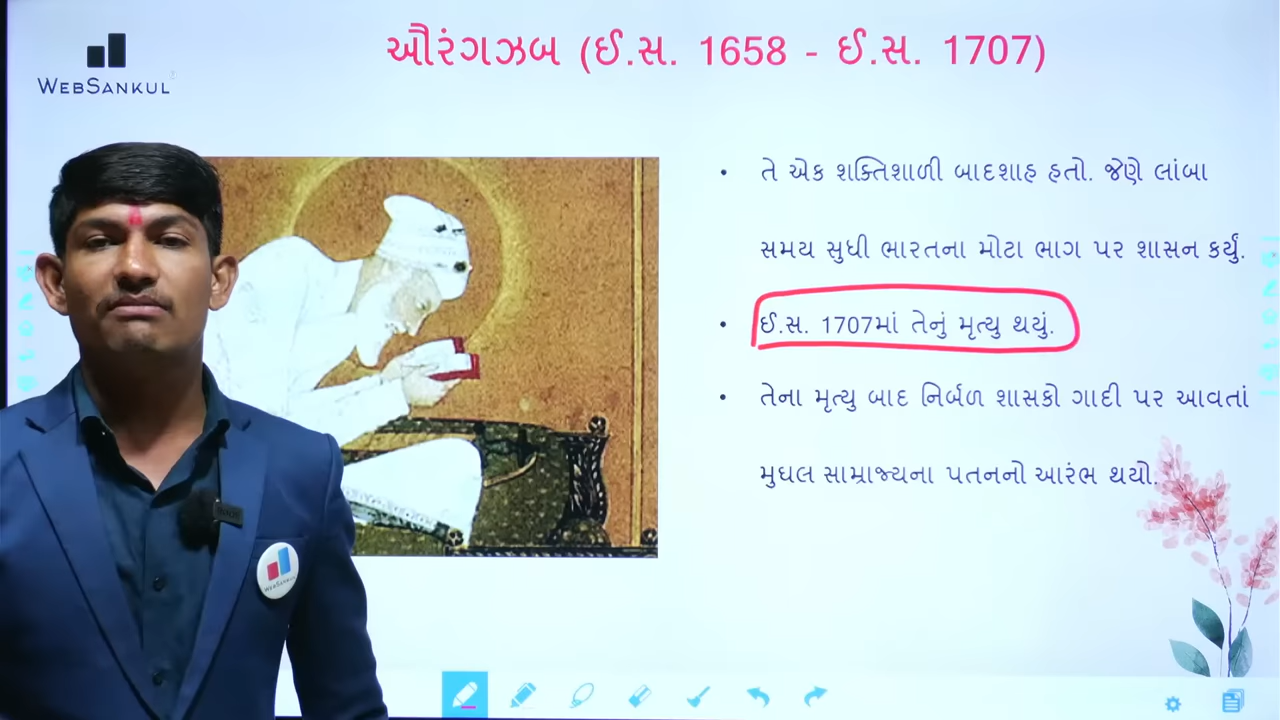 WEBSANKUL
ઔરંગઝબ (ઈ.સ. 1658 - ઈ.સ. 1707)
• તે એક શક્તિશાળી બાદશાહ હતો. જેણે લાંબા
સમય સુધી ભારતના મોટા ભાગ પર શાસન કર્યું.
• ઈ.સ. 1707માં તેનું મૃત્યુ થયું.
• તેના મૃત્યુ બાદ નિર્બળ શાસકો ગાદી પર આવતાં
મુઘલ સામ્રાજ્યના પતનનો આરંભ થયો.
WEBSANKUL